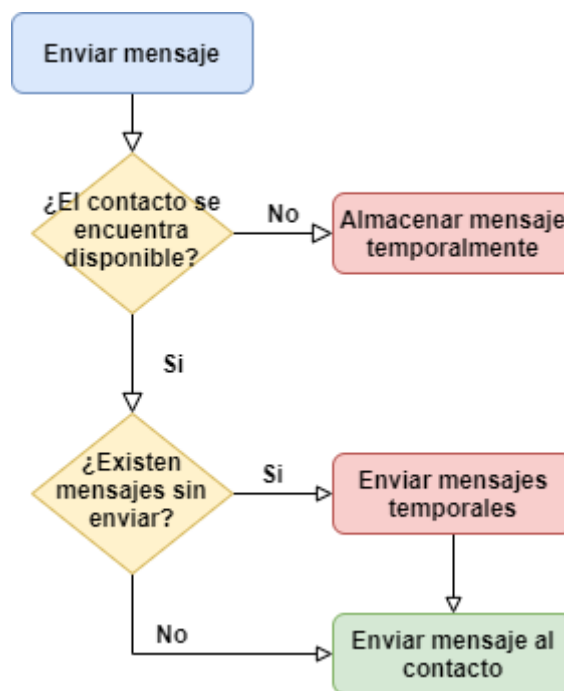 Enviar mensaje
¿El contacto se
encuentra
disponible?
No
Almacenar mensaje
temporalmente
Si
¿Existen
mensajes sin
enviar?
Si
Enviar mensajes
temporales
No
Enviar mensaje al
contacto